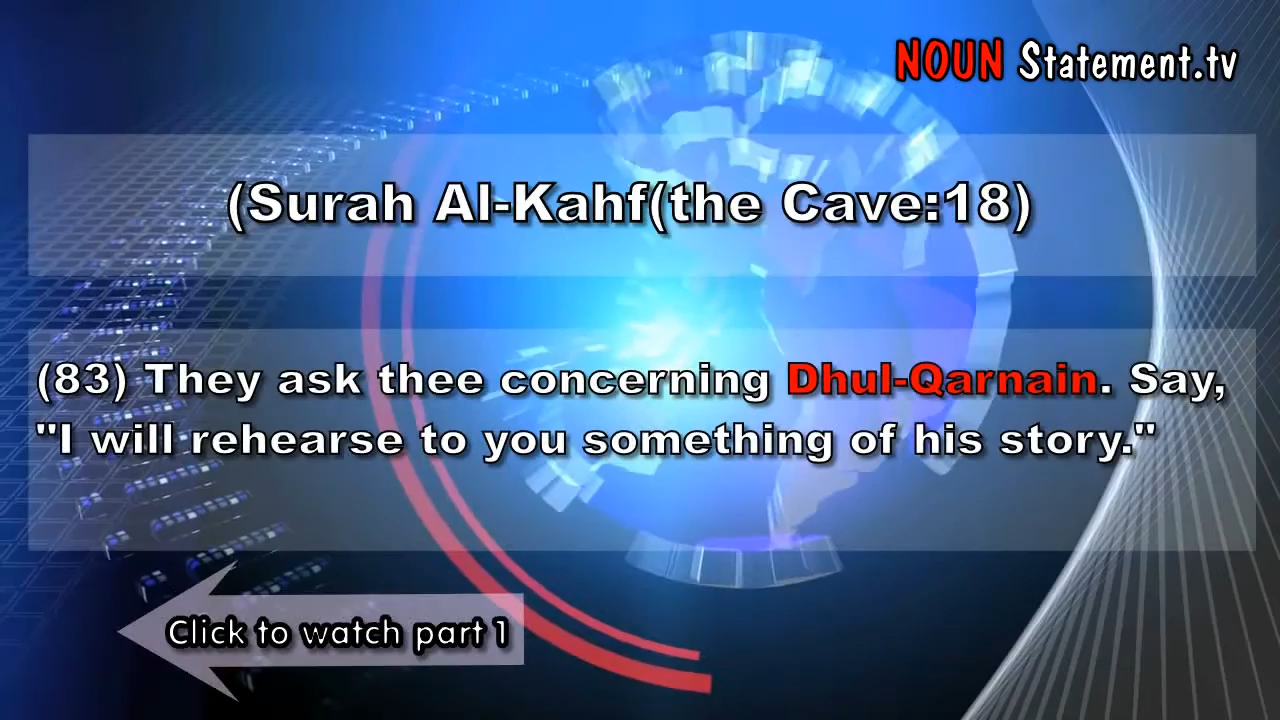 NOUN Statement.tv
(Surah Al-Kahf(the Cave:18)
(83) They ask thee concerning Dhul-Qarnain. Say,
"I will rehearse to you something of his story."
Click to watch part 1